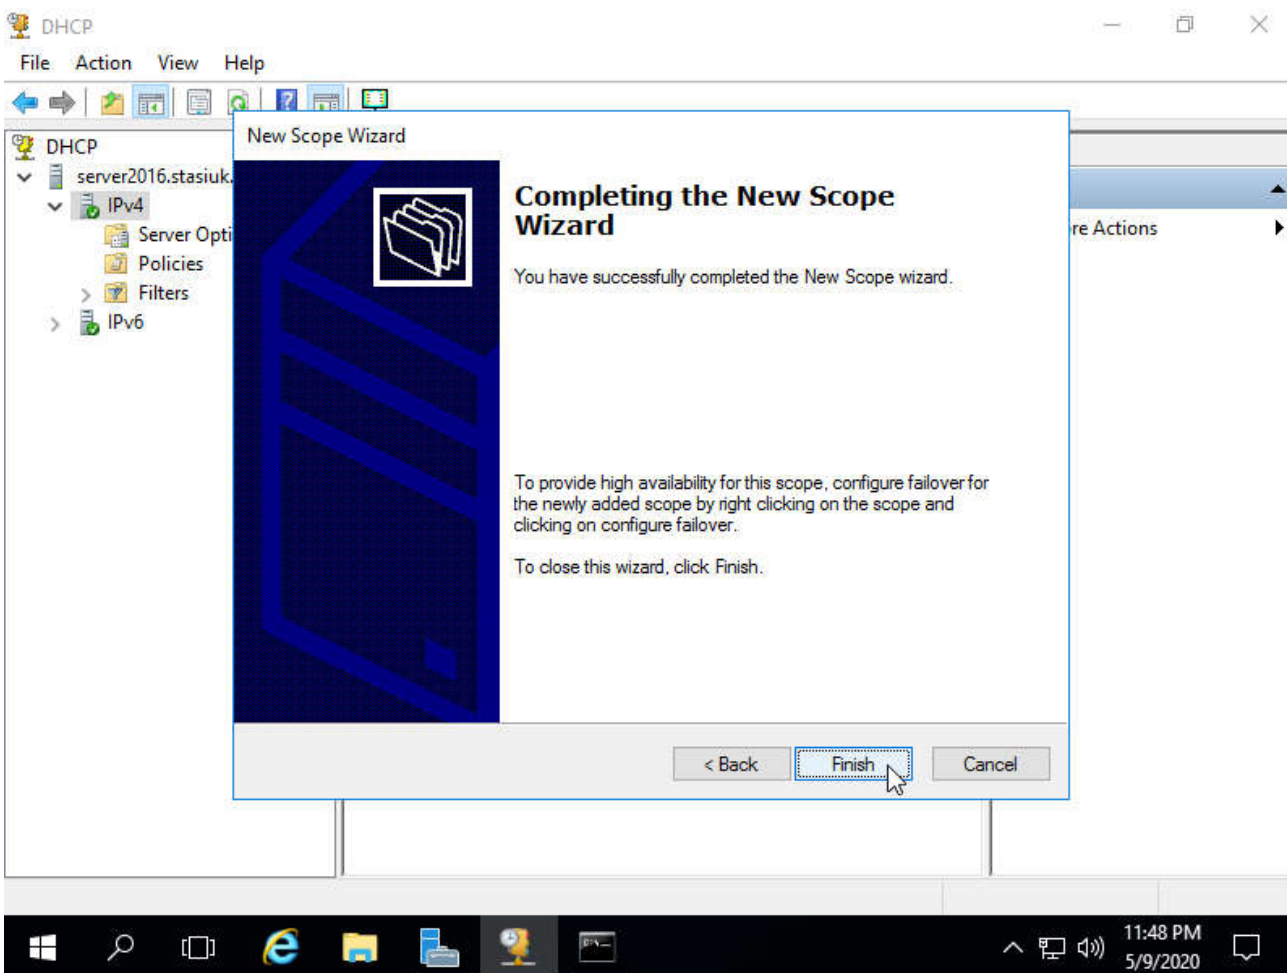 DHCP
File Action View Help
New Scope Wizard
DHCP
server2016.stasiuk.
IPv4
Server Opti
Policies
Filters
IPv6
Completing the New Scope
Wizard
You have successfully completed the New Scope wizard.
To provide high availability for this scope, configure failover for
the newly added scope by right clicking on the scope and
clicking on configure failover.
To close this wizard, click Finish.
< Back Finish Cancel
re Actions
11:48 PM
5/9/2020